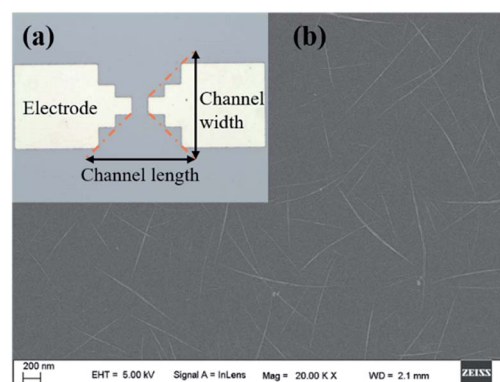 (a)
(b)
Electrode
Channel
width
Channel length
200 nm
EHT = 5.00 kV
Signal A = InLens
Mag = 20.00 K X
WD = 2.1 mm
ZEISS